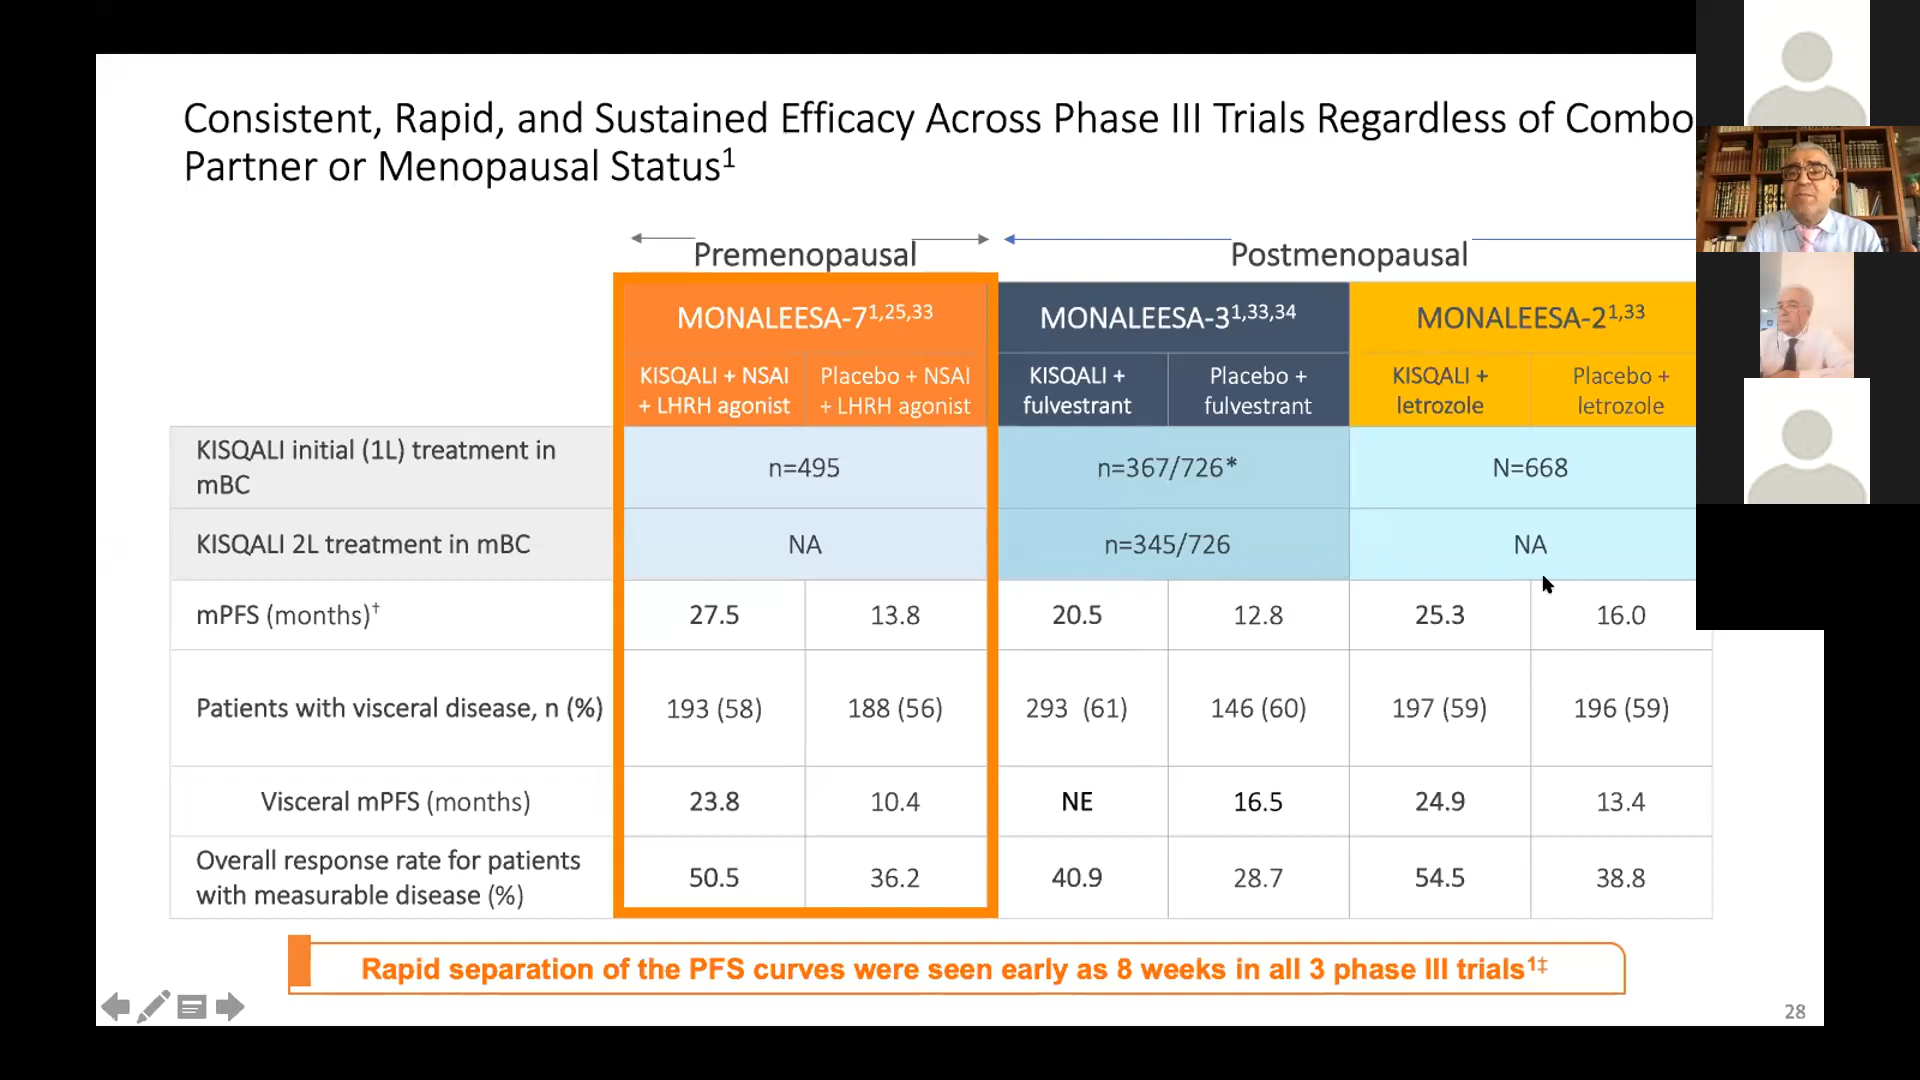 Consistent, Rapid, and Sustained Efficacy Across Phase III Trials Regardless of Combo
Partner or Menopausal Status¹
Premenopausal
Postmenopausal
MONALEESA-7¹,²⁵,³³
MONALEESA-3¹,³³,³⁴
MONALEESA-2¹,³³
KISQALI + NSAI
+ LHRH agonist
Placebo + NSAI
+ LHRH agonist
KISQALI +
fulvestrant
Placebo +
fulvestrant
KISQALI +
letrozole
Placebo +
letrozole
KISQALI initial (1L) treatment in
mBC
n=495
n=367/726*
N=668
KISQALI 2L treatment in mBC
NA
n=345/726
NA
mPFS (months)†
27.5
13.8
20.5
12.8
25.3
16.0
Patients with visceral disease, n (%)
193 (58)
188 (56)
293 (61)
146 (60)
197 (59)
196 (59)
Visceral mPFS (months)
23.8
10.4
NE
16.5
24.9
13.4
Overall response rate for patients
with measurable disease (%)
50.5
36.2
40.9
28.7
54.5
38.8
Rapid separation of the PFS curves were seen early as 8 weeks in all 3 phase III trials¹‡
28